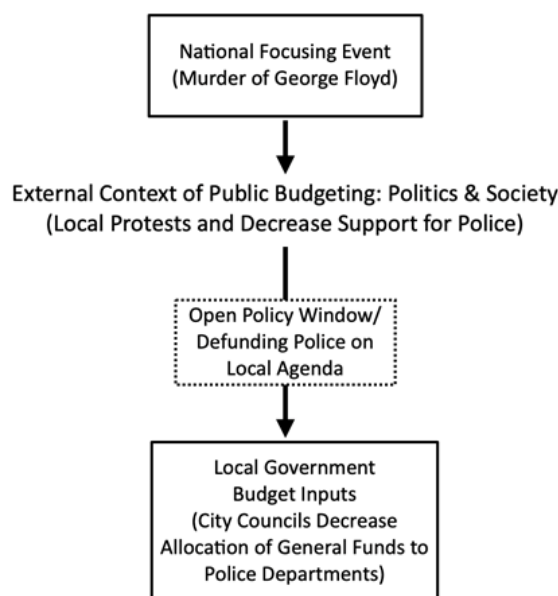 National Focusing Event
(Murder of George Floyd)
External Context of Public Budgeting: Politics & Society
(Local Protests and Decrease Support for Police)
Open Policy Window/
Defunding Police on
Local Agenda
Local Government
Budget Inputs
(City Councils Decrease
Allocation of General Funds to
Police Departments)